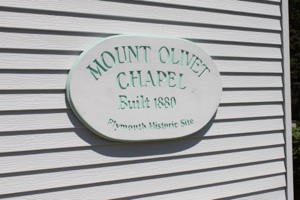 MOUNT OLIVET
CHAPEL
Built 1880
Plymouth Historic Site